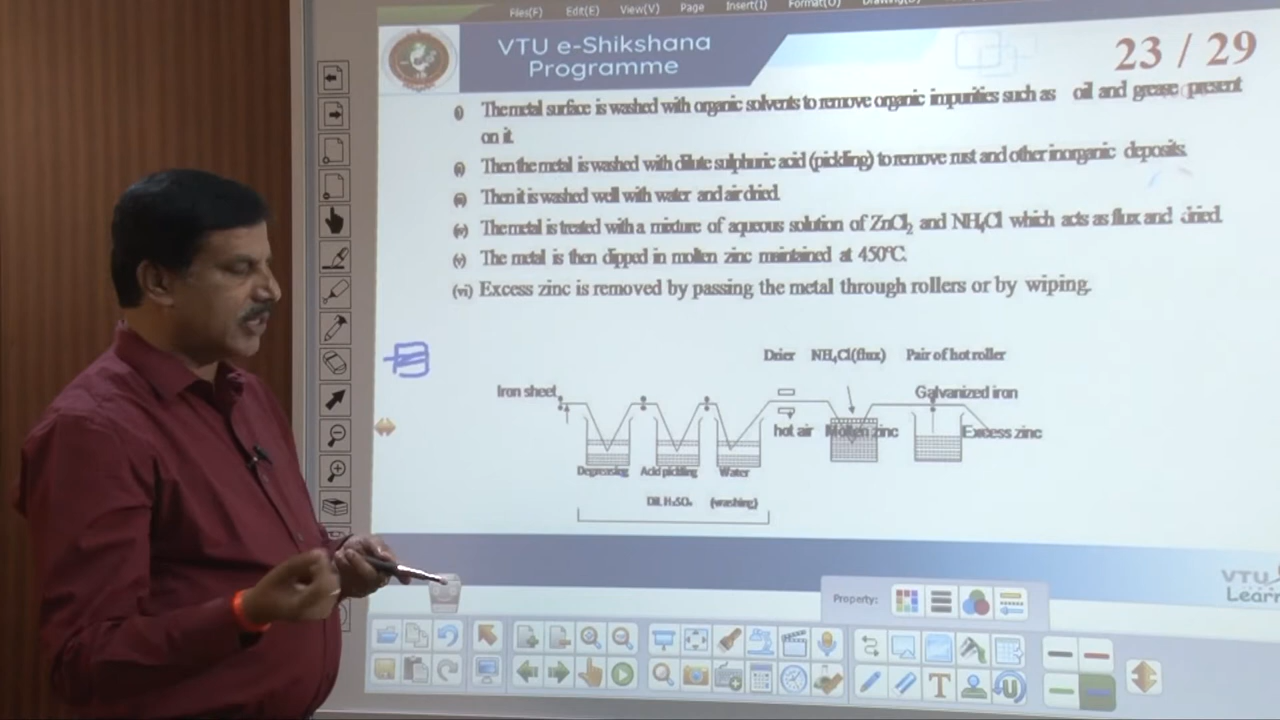 Files(F) Edit(E) View(V) Page Insert(I) Format(O)
VTU e-Shikshana
Programme
23 / 29
(i) The metal surface is washed with organic solvents to remove organic impurities such as oil and grease present
on it.
(ii) Then the metal is washed with dilute sulphuric acid (pickling) to remove rust and other inorganic deposits.
(iii) Then it is washed well with water and air dried.
(iv) The metal is treated with a mixture of aqueous solution of ZnCl₂ and NH₄Cl which acts as flux and dried.
(v) The metal is then dipped in molten zinc maintained at 450°C.
(vi) Excess zinc is removed by passing the metal through rollers or by wiping.
Drier NH₄Cl(flux) Pair of hot roller
Iron sheet Galvanized iron
hot air Molten zinc Excess zinc
Degreasing Acid pickling Water
Dil. H₂SO₄ (washing)
VTU
Learn
Property: